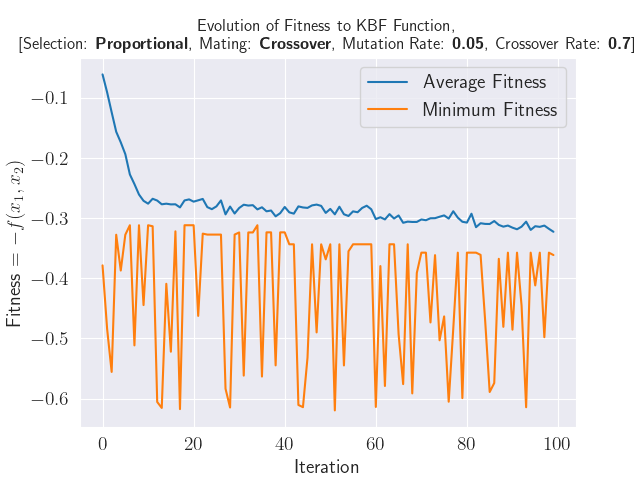 Evolution of Fitness to KBF Function,
[Selection: Proportional, Mating: Crossover, Mutation Rate: 0.05, Crossover Rate: 0.7]
Average Fitness
Minimum Fitness
Fitness = −f(x₁, x₂)
−0.1
−0.2
−0.3
−0.4
−0.5
−0.6
0
20
40
60
80
100
Iteration